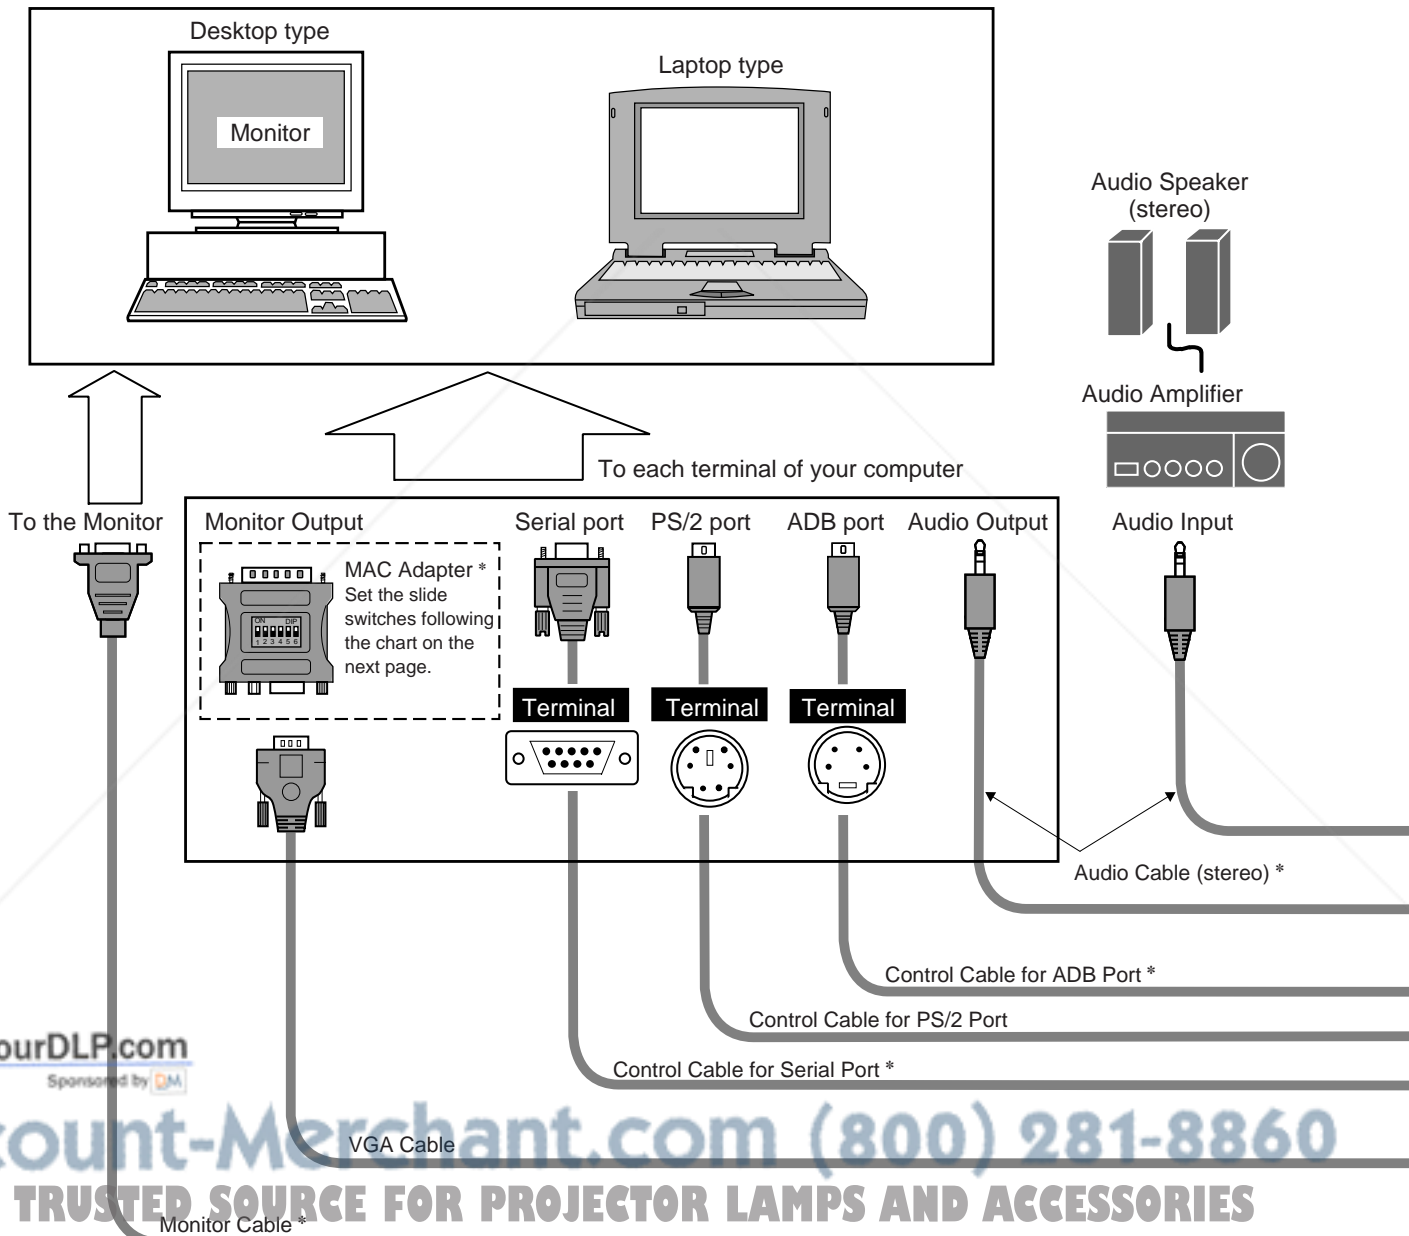 Desktop type
Laptop type
Monitor
Audio Speaker
(stereo)
Audio Amplifier
To each terminal of your computer
To the Monitor
Monitor Output
Serial port
PS/2 port
ADB port
Audio Output
Audio Input
MAC Adapter *
Set the slide
switches following
the chart on the
next page.
ON DIP
1 2 3 4 5 6
Terminal
Terminal
Terminal
Audio Cable (stereo) *
Control Cable for ADB Port *
Control Cable for PS/2 Port
Control Cable for Serial Port *
ourDLP.com
Sponsored by DM
VGA Cable
count-Merchant.com (800) 281-8860
TRUSTED SOURCE FOR PROJECTOR LAMPS AND ACCESSORIES
Monitor Cable *